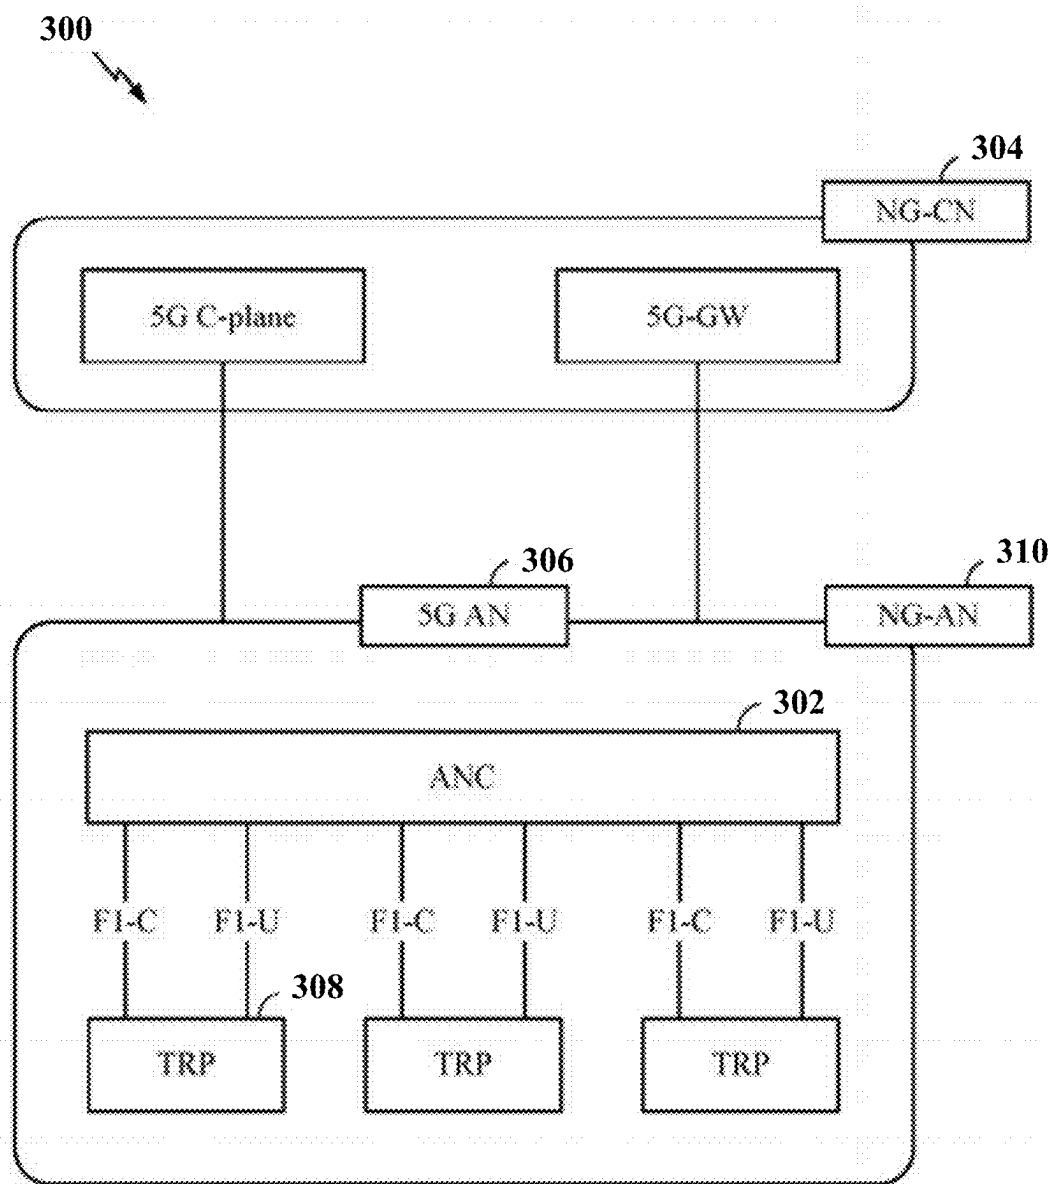 300
304
NG-CN
5G C-plane
5G-GW
306
310
5G AN
NG-AN
302
ANC
F1-C
F1-U
F1-C
F1-U
F1-C
F1-U
308
TRP
TRP
TRP